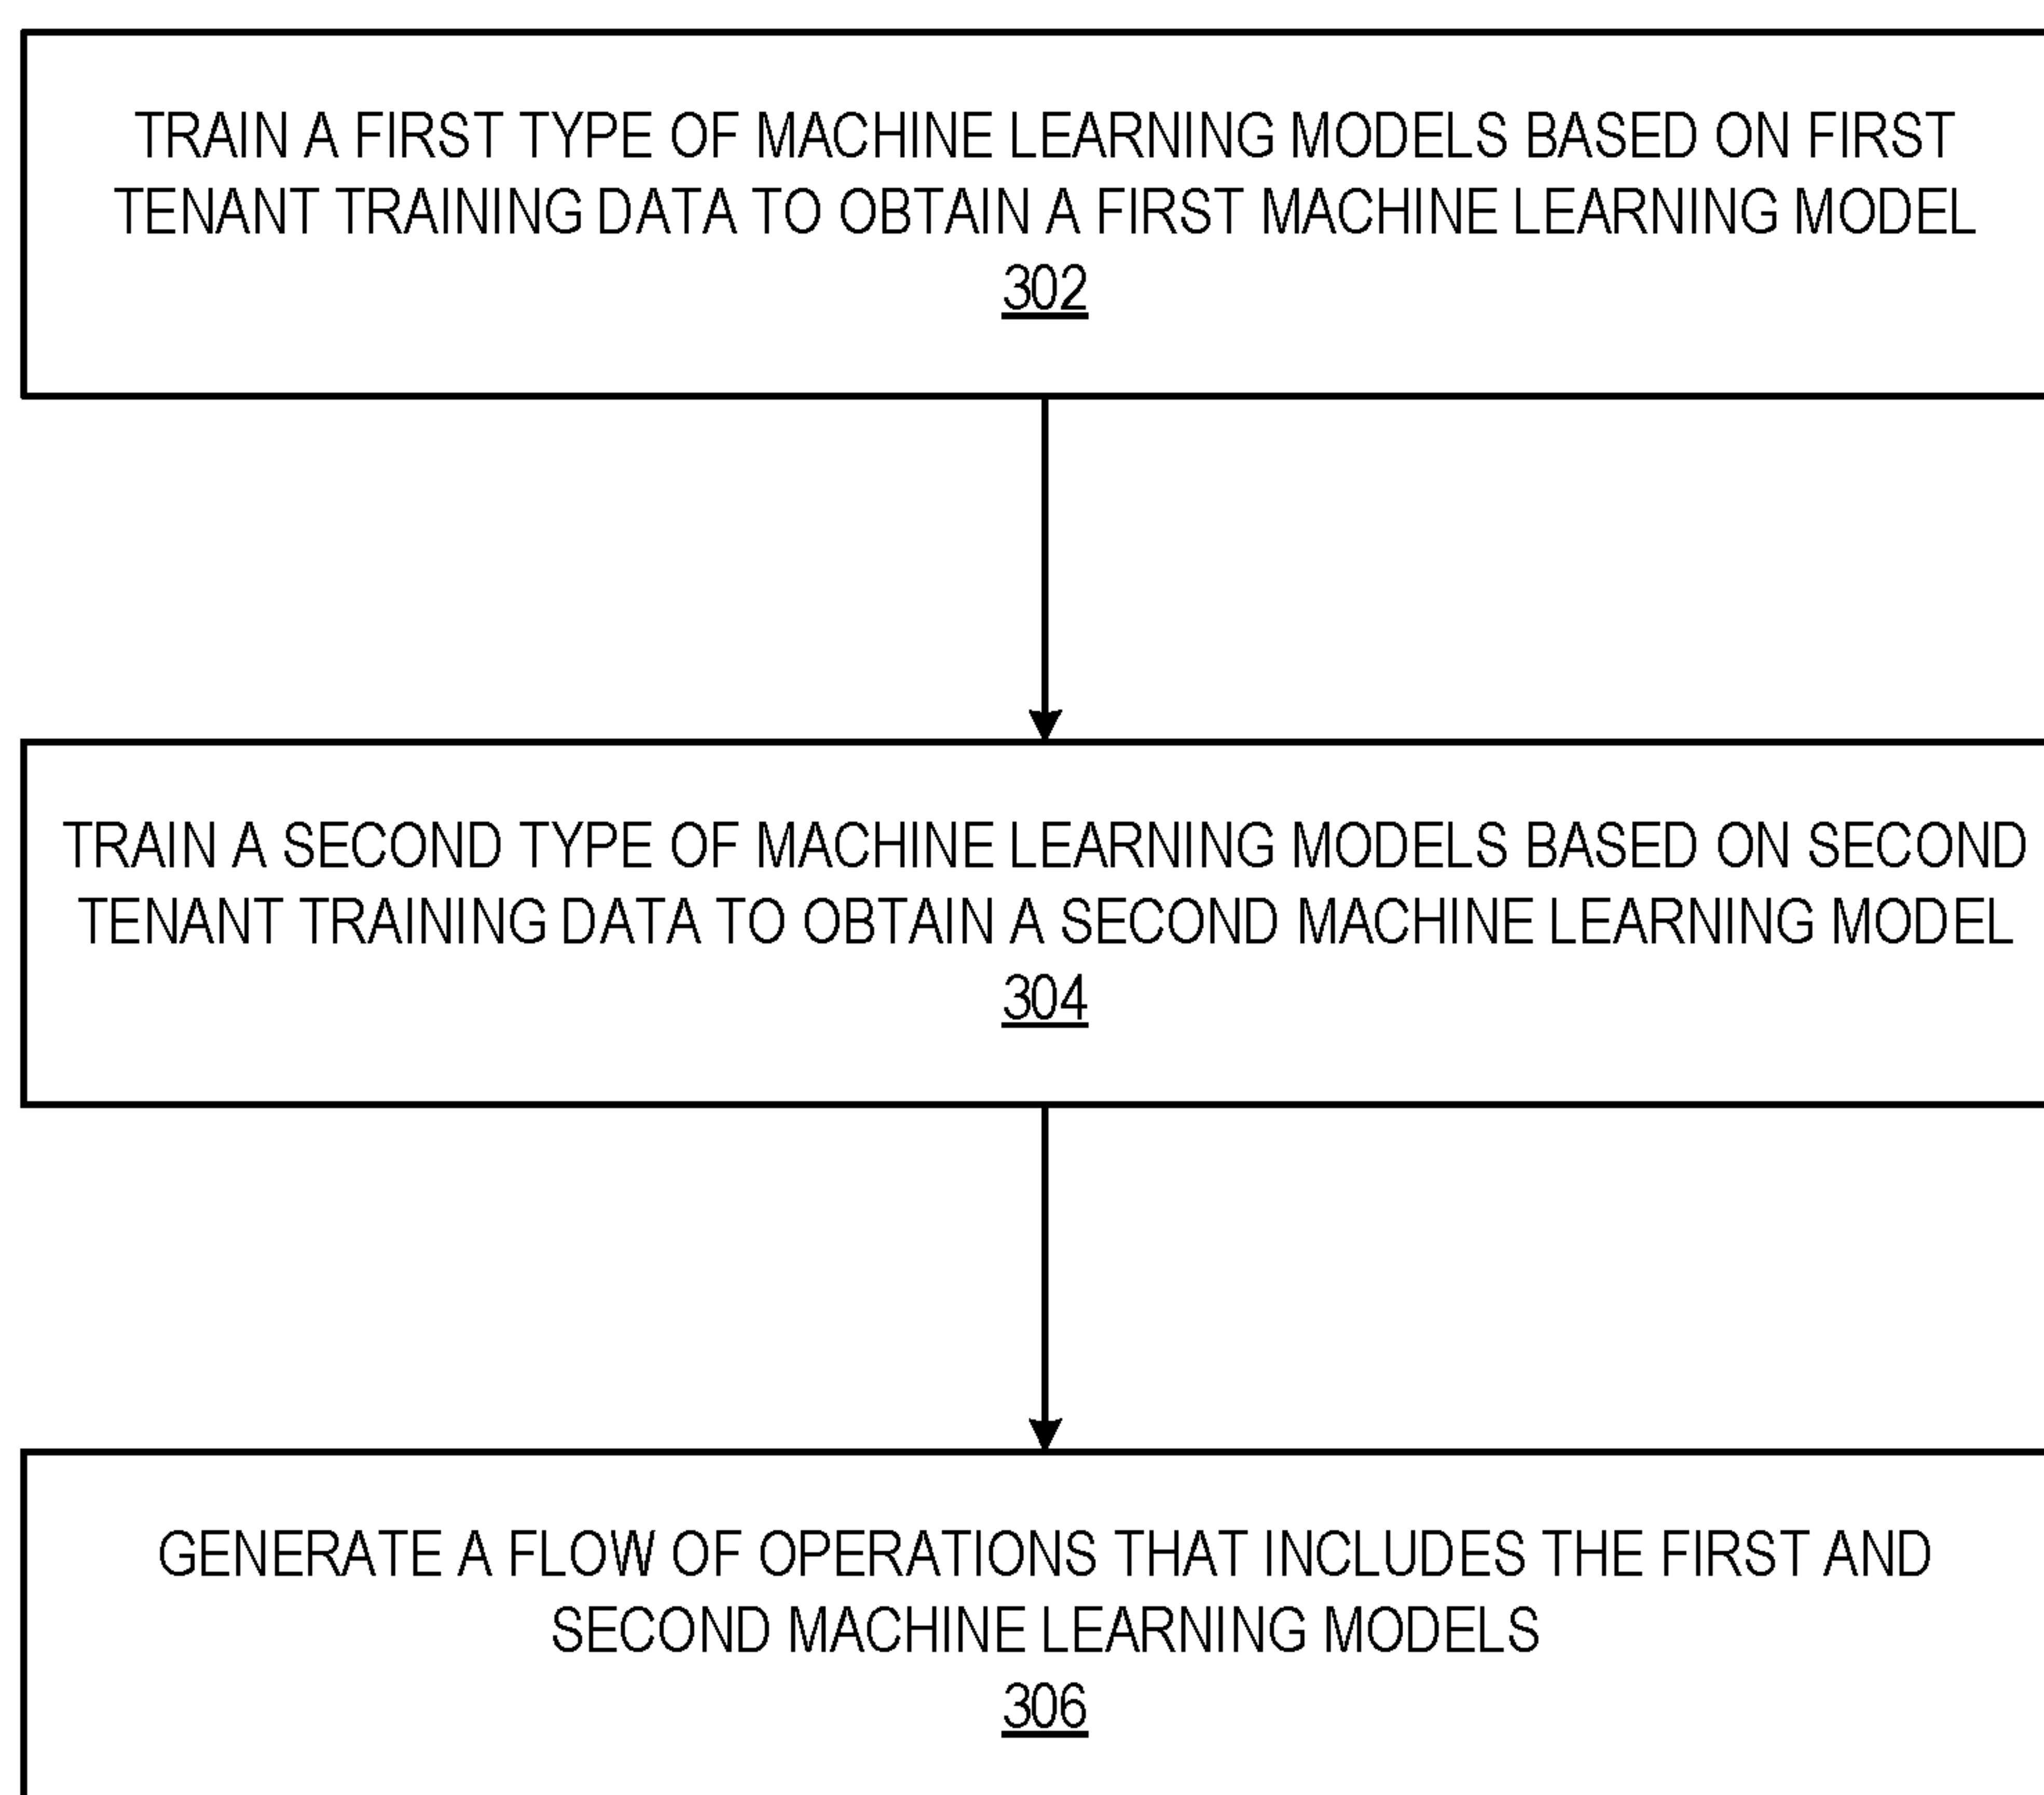 TRAIN A FIRST TYPE OF MACHINE LEARNING MODELS BASED ON FIRST
TENANT TRAINING DATA TO OBTAIN A FIRST MACHINE LEARNING MODEL
302
TRAIN A SECOND TYPE OF MACHINE LEARNING MODELS BASED ON SECOND
TENANT TRAINING DATA TO OBTAIN A SECOND MACHINE LEARNING MODEL
304
GENERATE A FLOW OF OPERATIONS THAT INCLUDES THE FIRST AND
SECOND MACHINE LEARNING MODELS
306